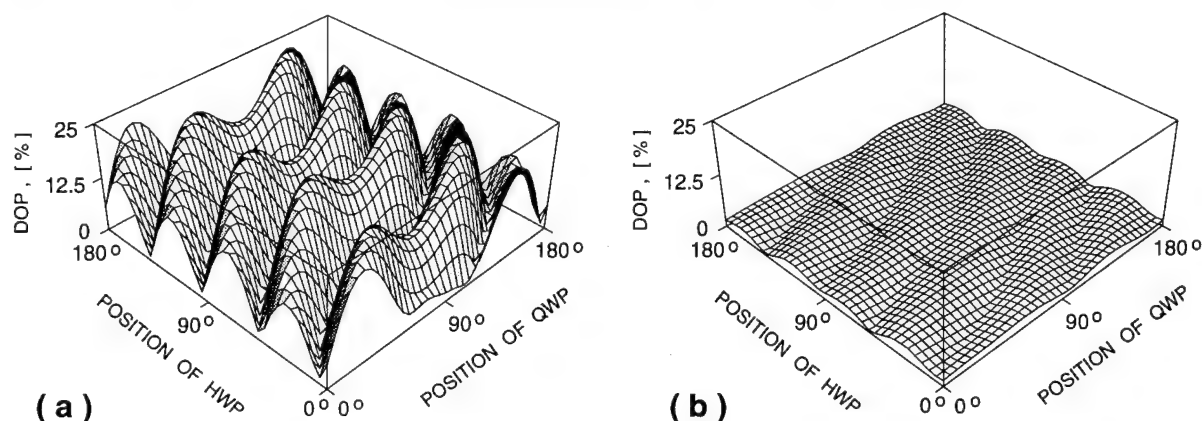 DOP, [%]
25
12.5
0
180°
90°
0° 0°
90°
180°
POSITION OF HWP
POSITION OF QWP
(a)
DOP, [%]
25
12.5
0
180°
90°
0° 0°
90°
180°
POSITION OF HWP
POSITION OF QWP
(b)